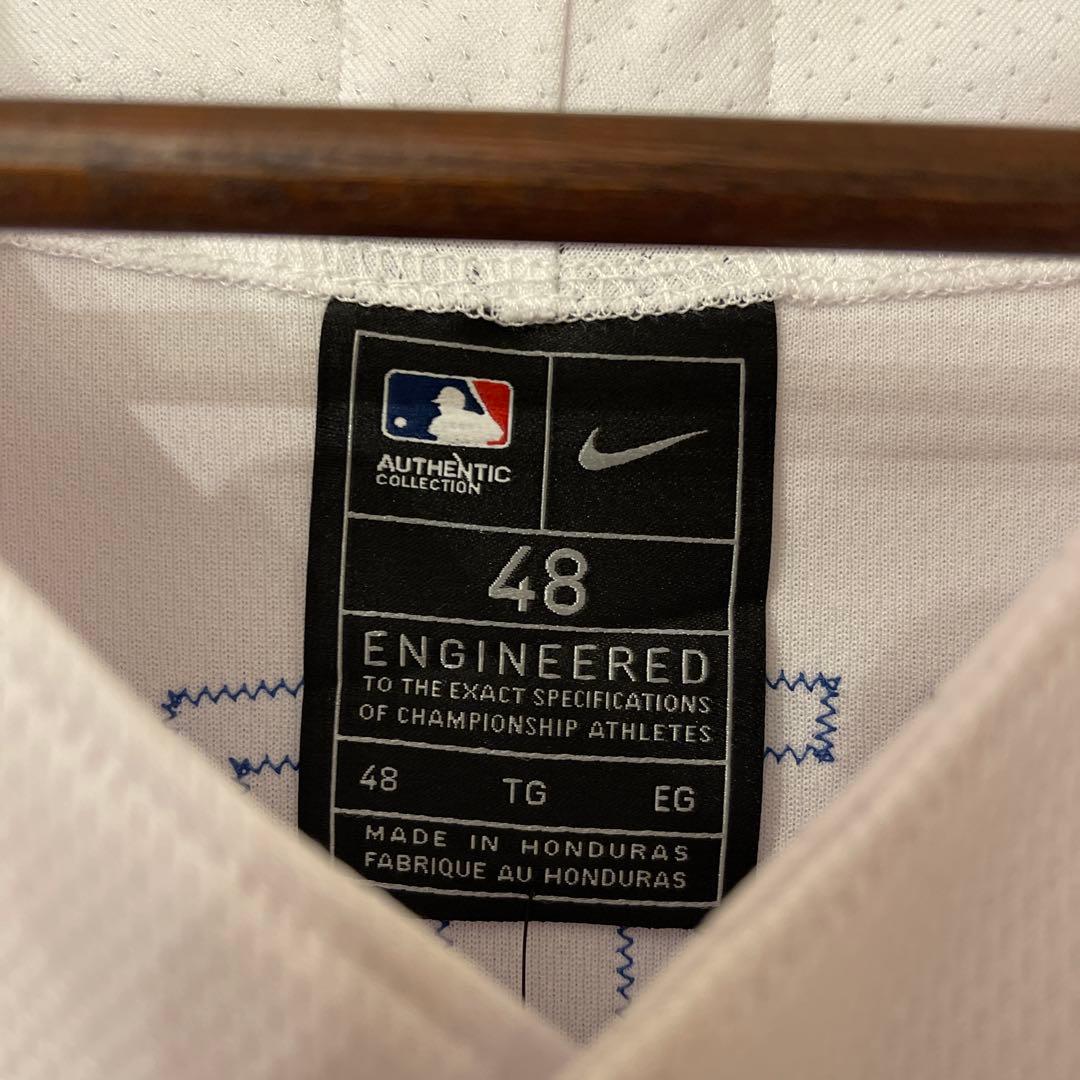 AUTHENTIC
COLLECTION
48
ENGINEERED
TO THE EXACT SPECIFICATIONS
OF CHAMPIONSHIP ATHLETES
48 TG EG
MADE IN HONDURAS
FABRIQUE AU HONDURAS